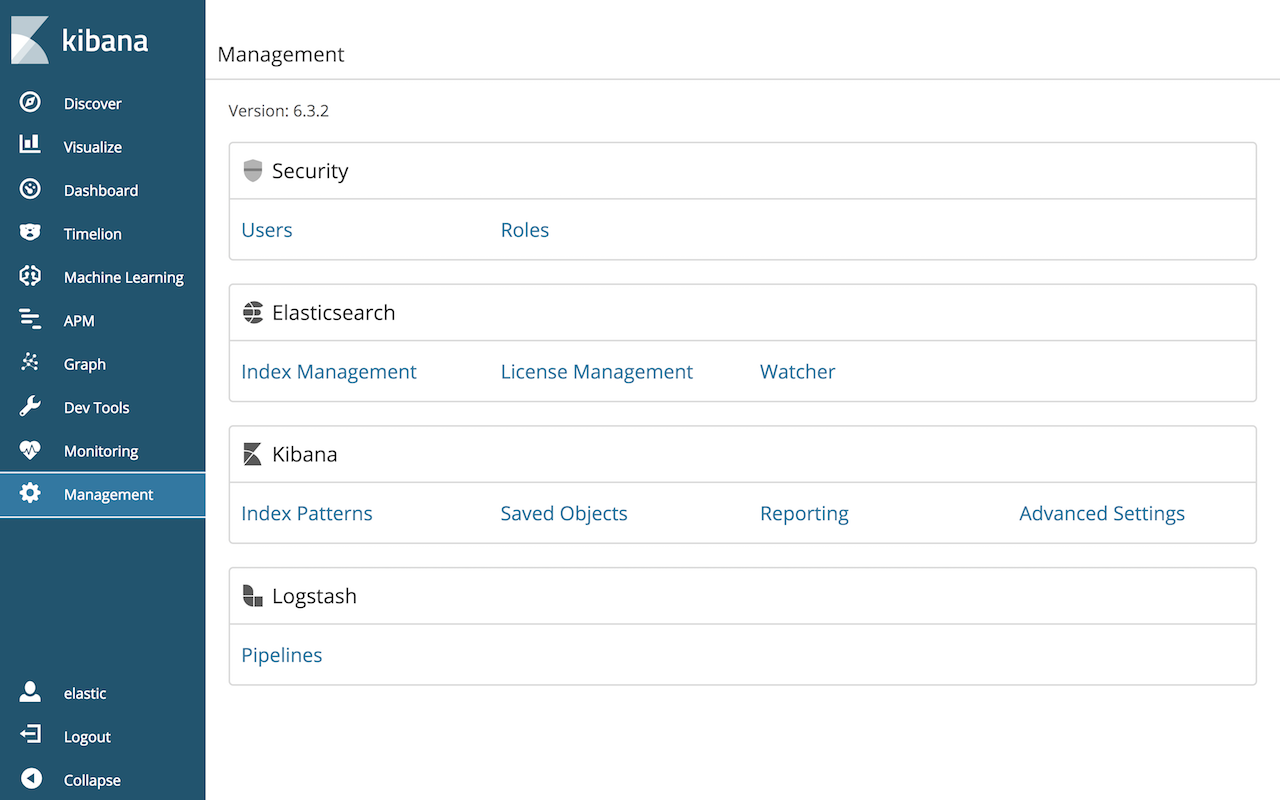 kibana
Discover
Visualize
Dashboard
Timelion
Machine Learning
APM
Graph
Dev Tools
Monitoring
Management
elastic
Logout
Collapse
Management
Version: 6.3.2
Security
Users Roles
Elasticsearch
Index Management License Management Watcher
Kibana
Index Patterns Saved Objects Reporting Advanced Settings
Logstash
Pipelines